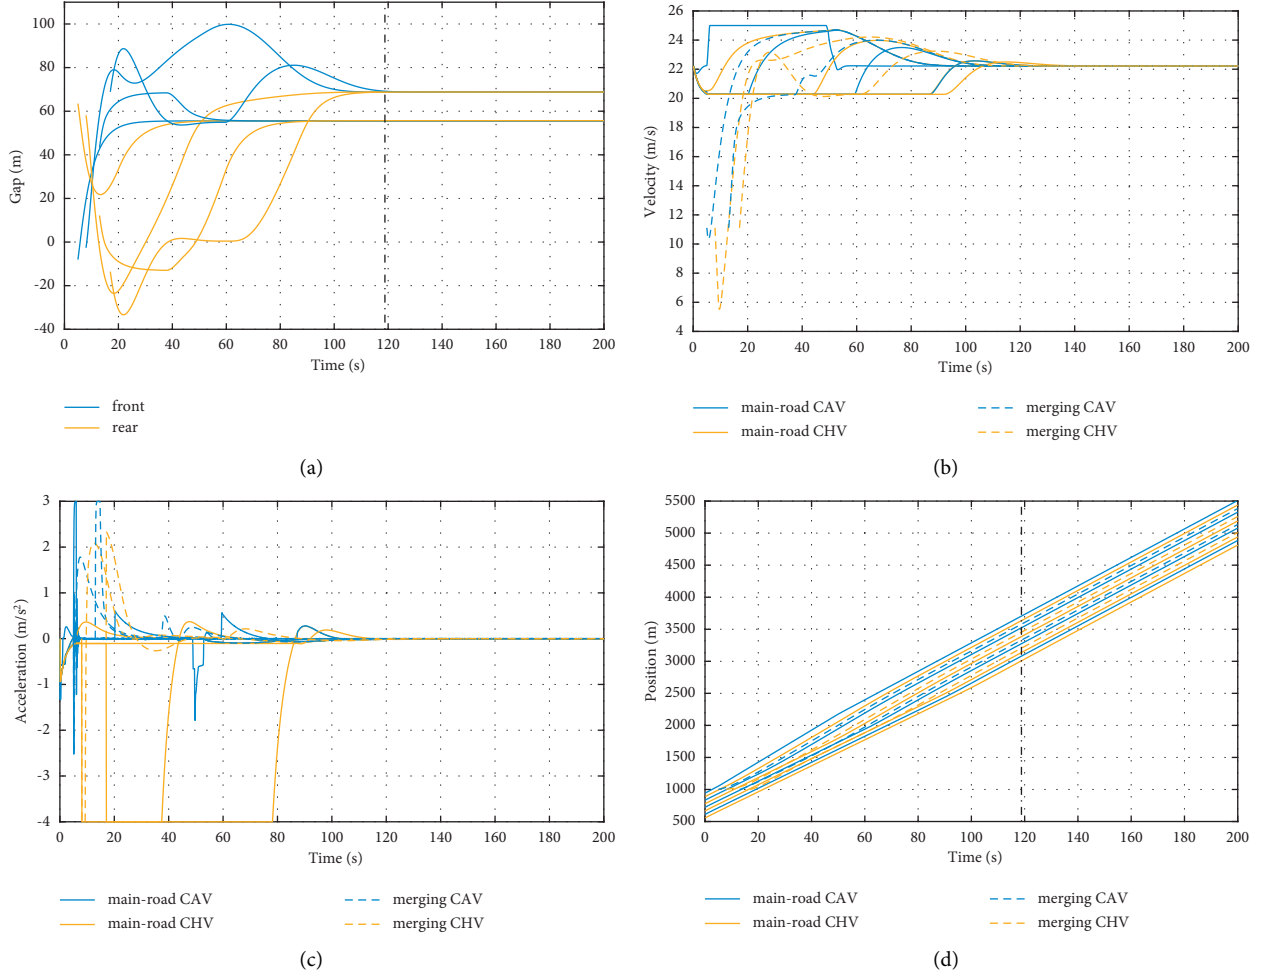 100
80
60
40
20
0
-20
-40
Gap (m)
0 20 40 60 80 100 120 140 160 180 200
Time (s)
front
rear
(a)
26
24
22
20
18
16
14
12
10
8
6
4
Velocity (m/s)
0 20 40 60 80 100 120 140 160 180 200
Time (s)
main-road CAV
main-road CHV
merging CAV
merging CHV
(b)
3
2
1
0
-1
-2
-3
-4
Acceleration (m/s²)
0 20 40 60 80 100 120 140 160 180 200
Time (s)
main-road CAV
main-road CHV
merging CAV
merging CHV
(c)
5500
5000
4500
4000
3500
3000
2500
2000
1500
1000
500
Position (m)
0 20 40 60 80 100 120 140 160 180 200
Time (s)
main-road CAV
main-road CHV
merging CAV
merging CHV
(d)